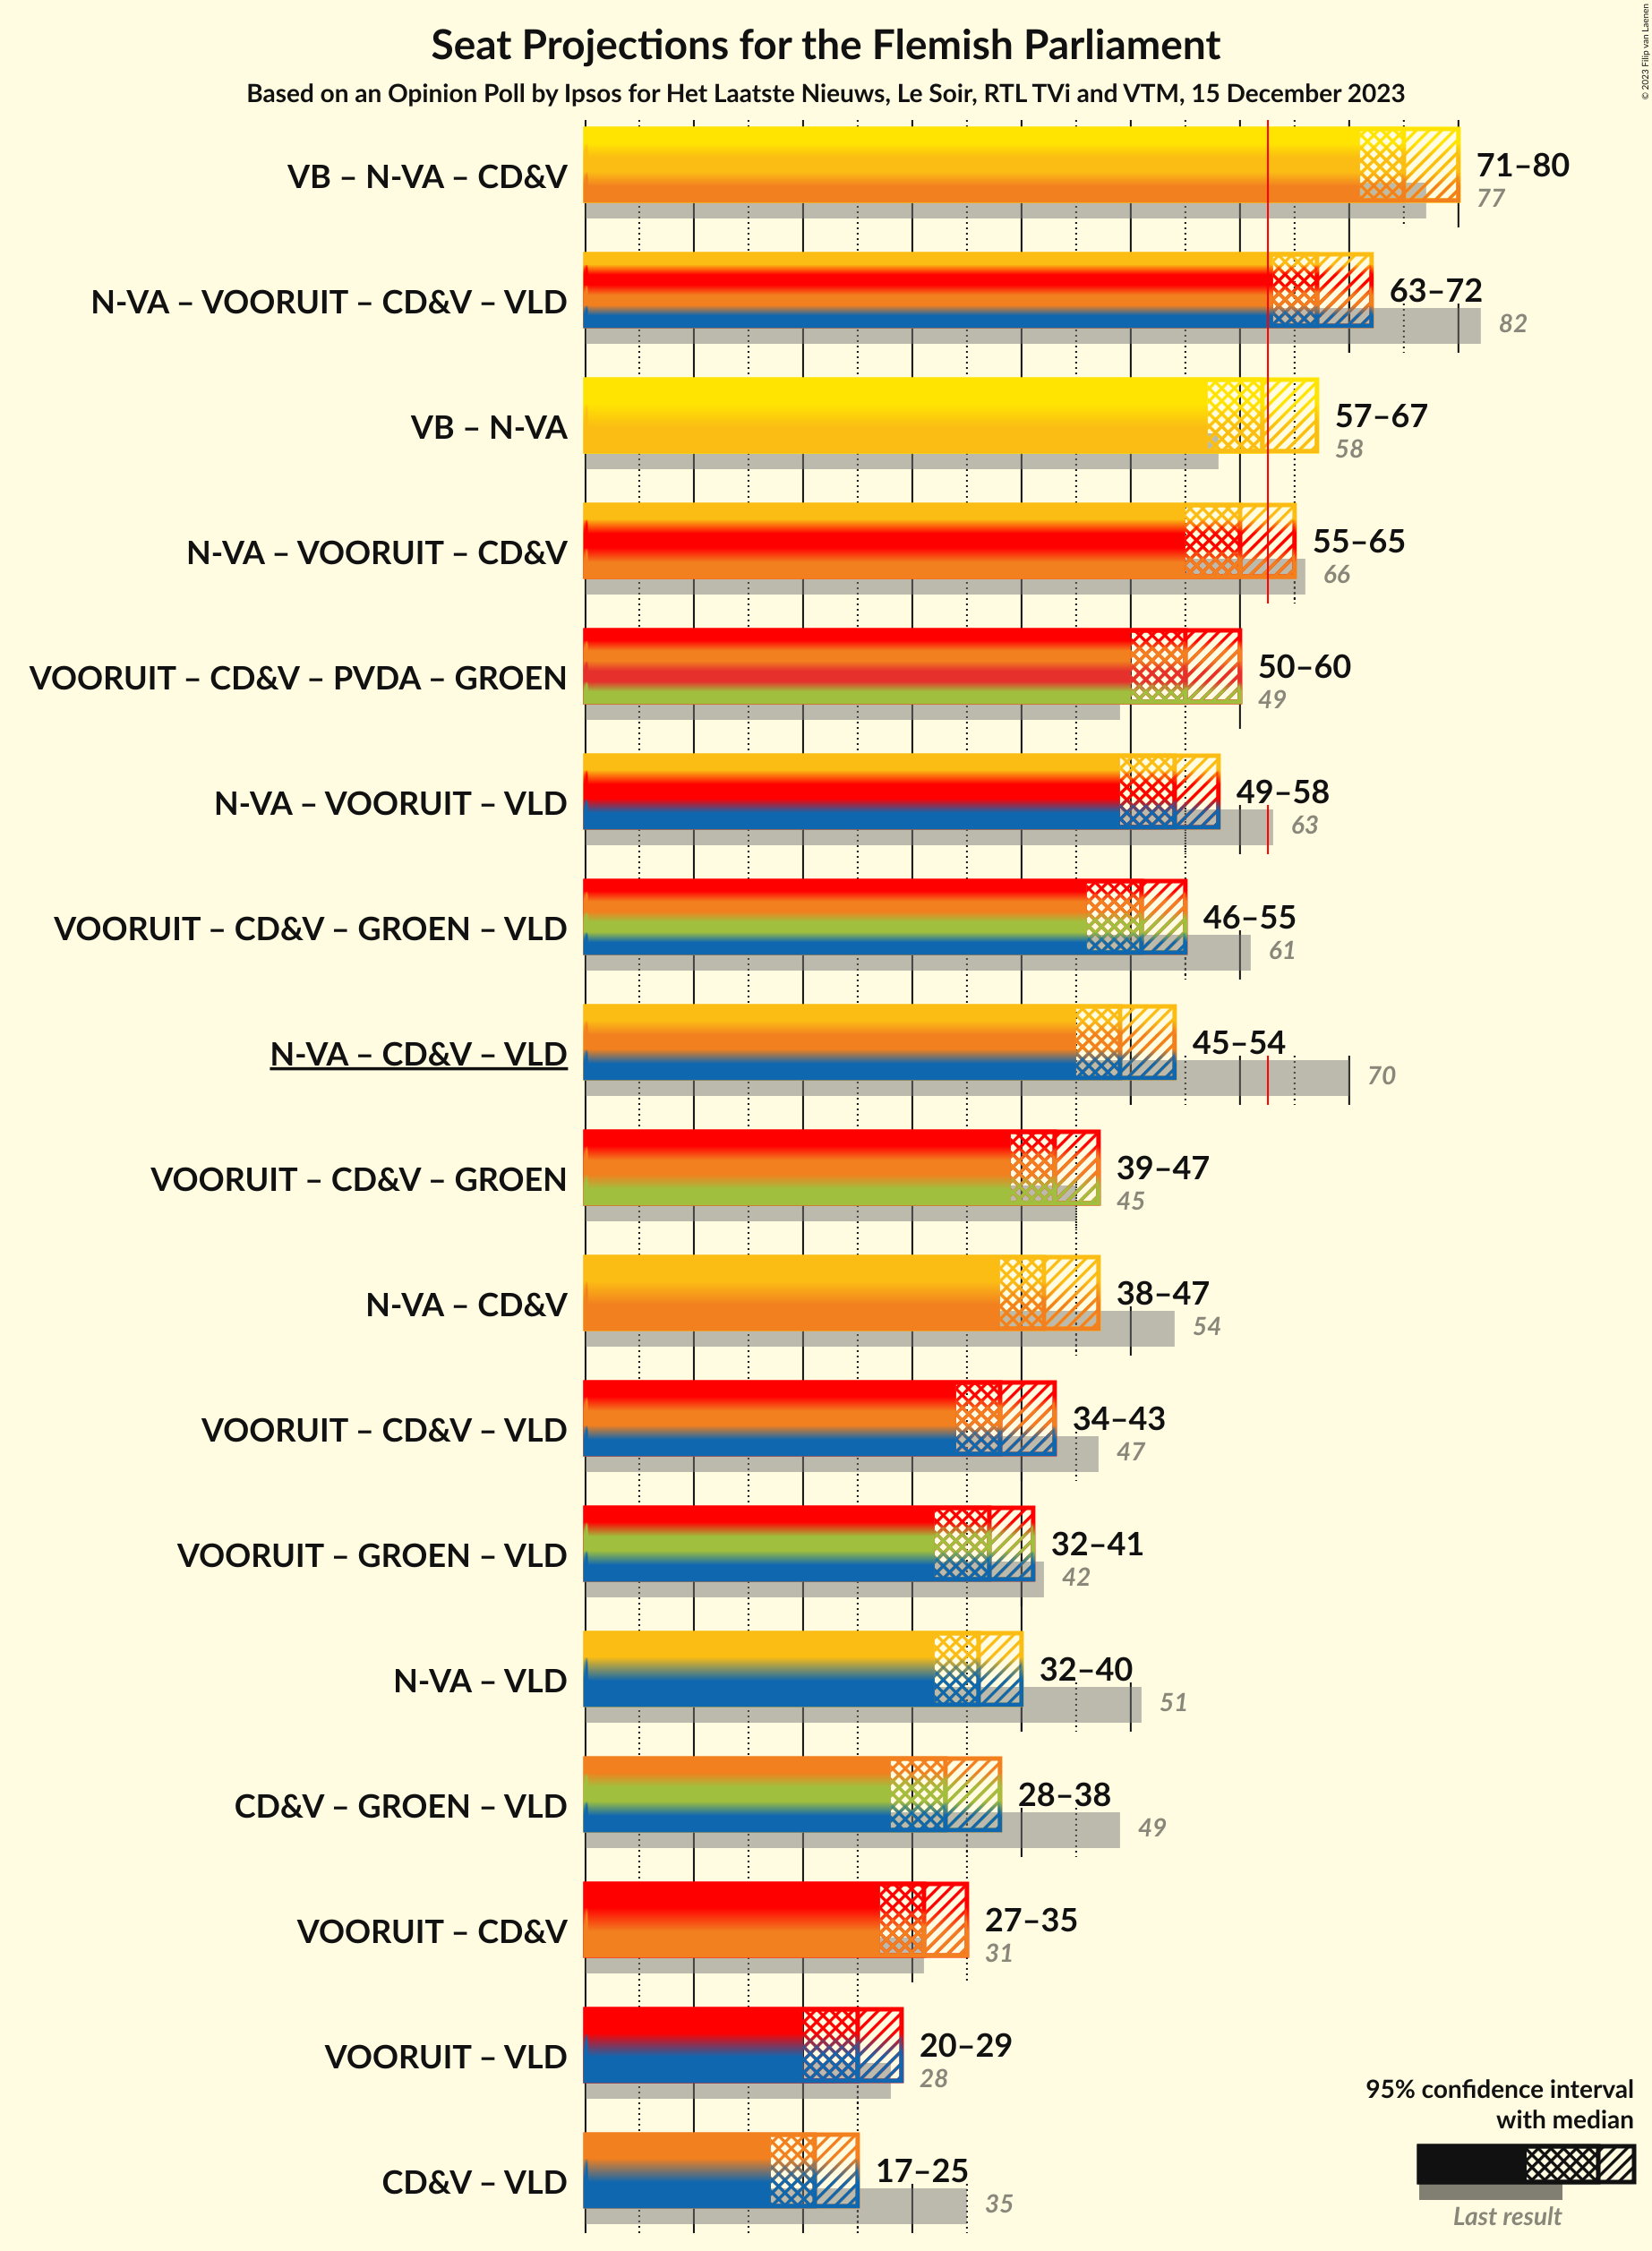 Seat Projections for the Flemish Parliament
Based on an Opinion Poll by Ipsos for Het Laatste Nieuws, Le Soir, RTL TVi and VTM, 15 December 2023
© 2023 Filip van Laenen
VB – N-VA – CD&V
71–80
77
N-VA – VOORUIT – CD&V – VLD
63–72
82
VB – N-VA
57–67
58
N-VA – VOORUIT – CD&V
55–65
66
VOORUIT – CD&V – PVDA – GROEN
50–60
49
N-VA – VOORUIT – VLD
49–58
63
VOORUIT – CD&V – GROEN – VLD
46–55
61
N-VA – CD&V – VLD
45–54
70
VOORUIT – CD&V – GROEN
39–47
45
N-VA – CD&V
38–47
54
VOORUIT – CD&V – VLD
34–43
47
VOORUIT – GROEN – VLD
32–41
42
N-VA – VLD
32–40
51
CD&V – GROEN – VLD
28–38
49
VOORUIT – CD&V
27–35
31
VOORUIT – VLD
20–29
28
CD&V – VLD
17–25
35
95% confidence interval
with median
Last result